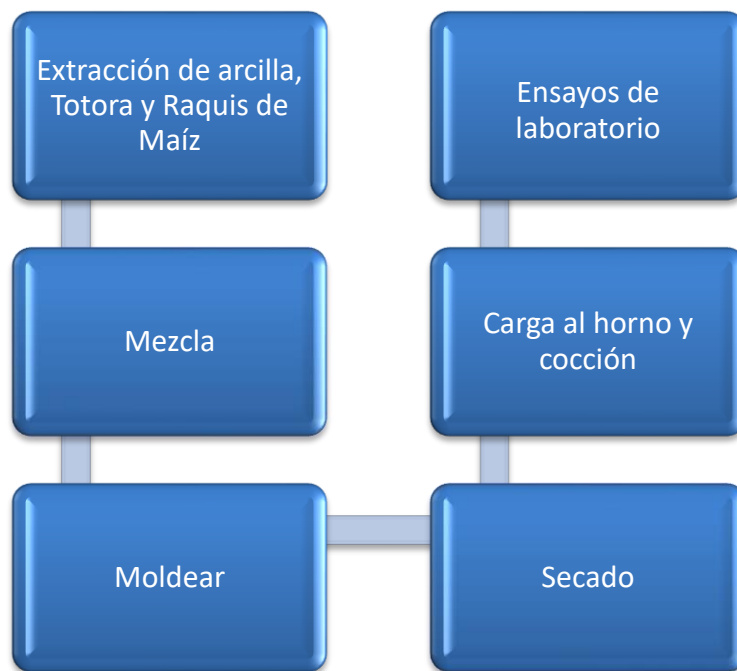 Extracción de arcilla,
Totora y Raquis de
Maíz
Mezcla
Moldear
Secado
Carga al horno y
cocción
Ensayos de
laboratorio